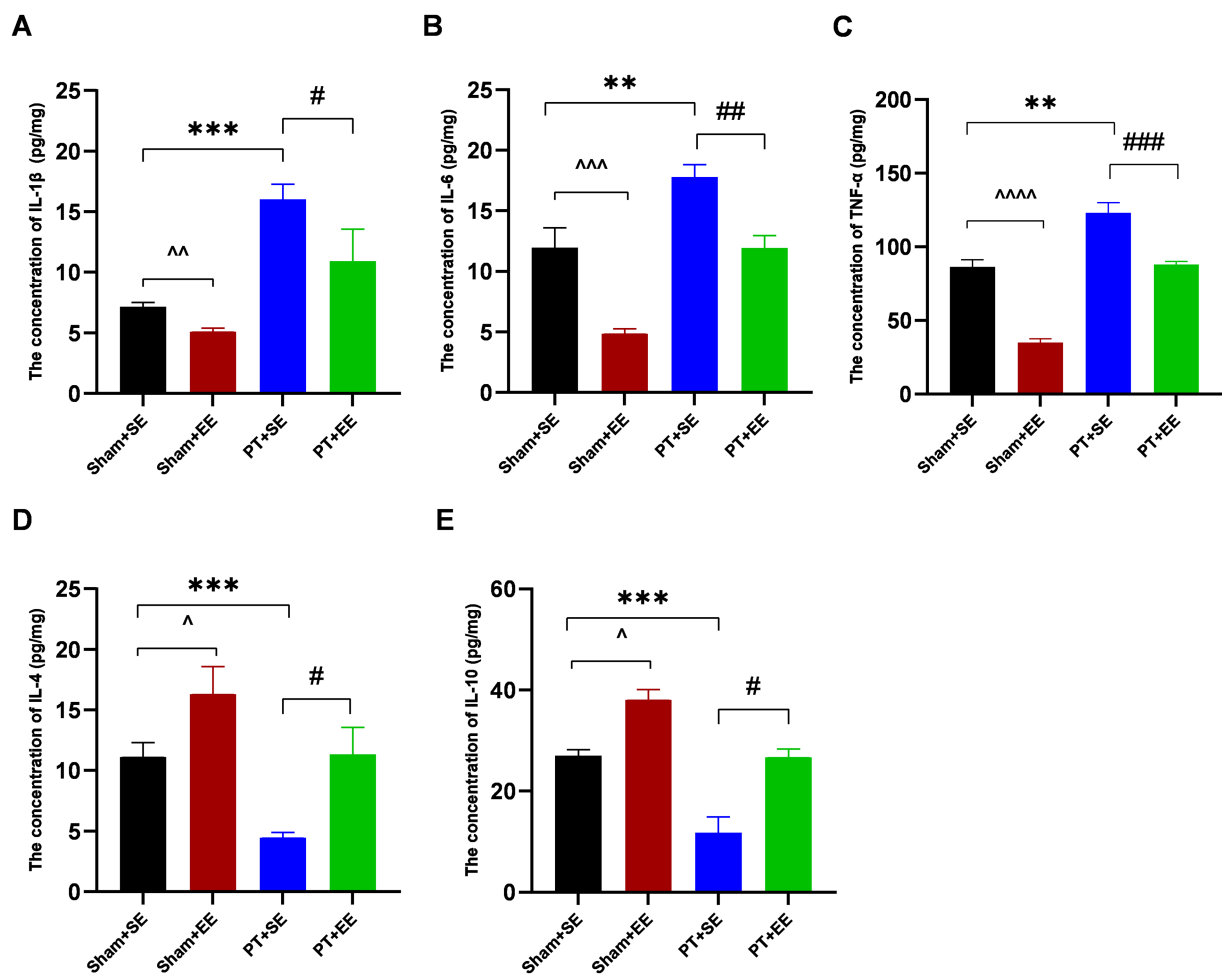 A
The concentration of IL-1β (pg/mg)
25
20
15
10
5
0
***
#
^^
Sham+SE
Sham+EE
PT+SE
PT+EE
B
The concentration of IL-6 (pg/mg)
25
20
15
10
5
0
**
##
^^^
Sham+SE
Sham+EE
PT+SE
PT+EE
C
The concentration of TNF-α (pg/mg)
200
150
100
50
0
**
###
^^^^
Sham+SE
Sham+EE
PT+SE
PT+EE
D
The concentration of IL-4 (pg/mg)
25
20
15
10
5
0
***
^
#
Sham+SE
Sham+EE
PT+SE
PT+EE
E
The concentration of IL-10 (pg/mg)
60
40
20
0
***
^
#
Sham+SE
Sham+EE
PT+SE
PT+EE